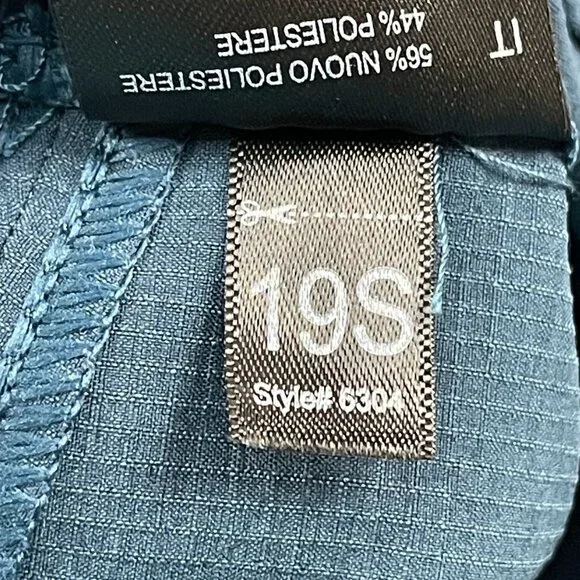 IT
56% NUOVO POLIESTERE
44% POLIESTERE
19S
Style# 6304